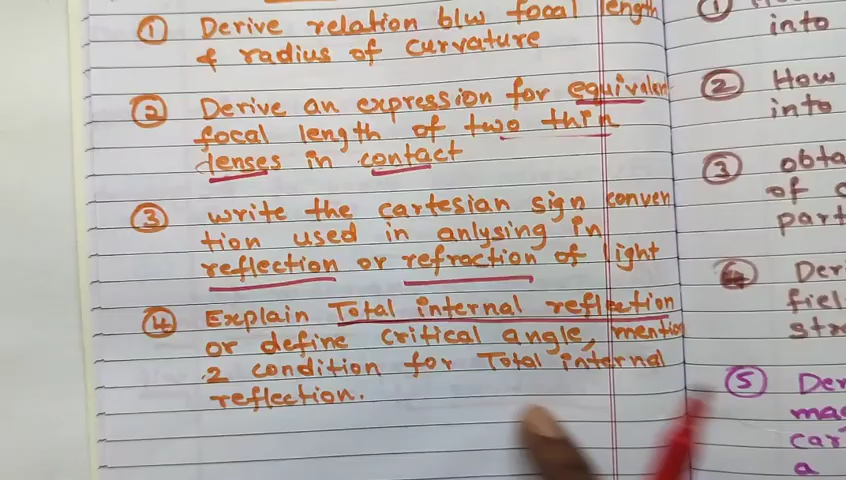 ① Derive relation b/w focal length
& radius of curvature
② Derive an expression for equivalent
focal length of two thin
lenses in contact
③ write the cartesian sign conven
tion used in anlysing in
reflection or refraction of light
④ Explain Total internal reflection
or define critical angle, mention
2 condition for Total internal
reflection.
①
into
② How
into
③ obta
of
part
④ Der
fiel
str
⑤ Der
mag
car
a